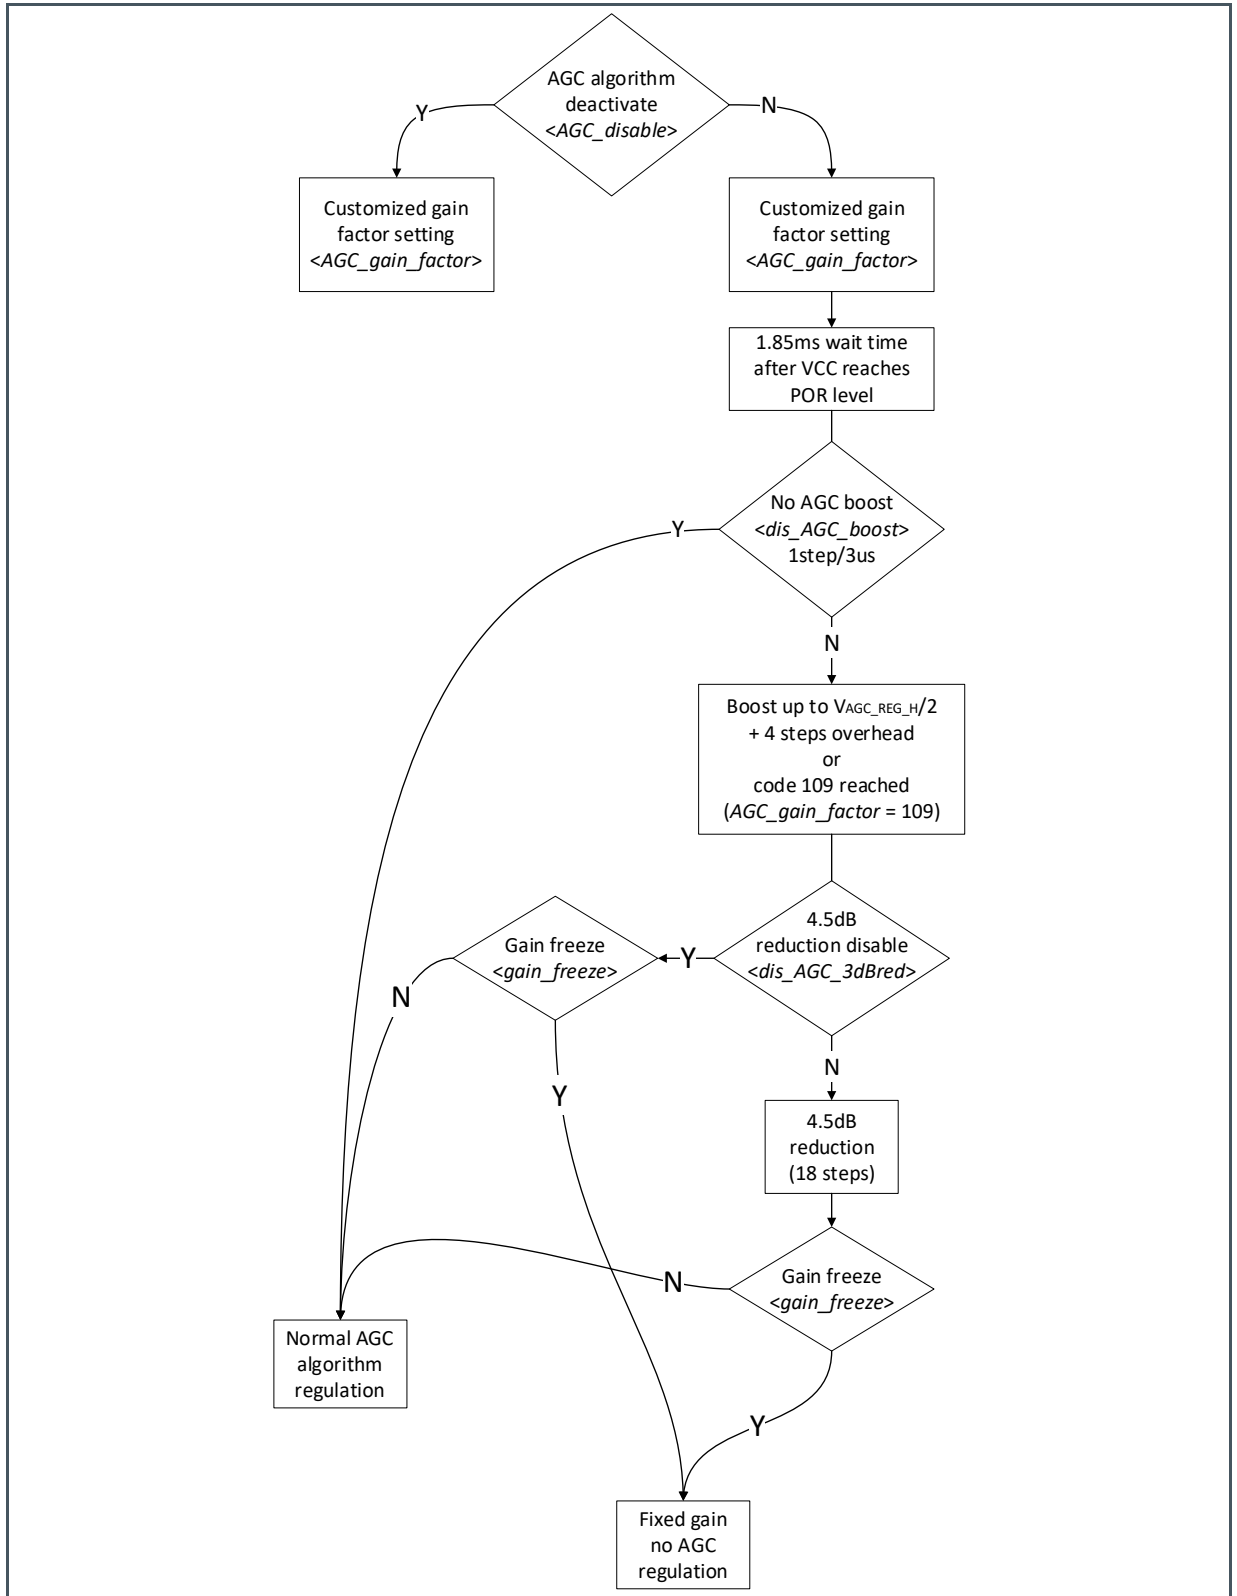 AGC algorithm
deactivate
<AGC_disable>
Y
N
Customized gain
factor setting
<AGC_gain_factor>
Customized gain
factor setting
<AGC_gain_factor>
1.85ms wait time
after VCC reaches
POR level
No AGC boost
<dis_AGC_boost>
1step/3us
Y
N
Boost up to VAGC_REG_H/2
+ 4 steps overhead
or
code 109 reached
(AGC_gain_factor = 109)
4.5dB
reduction disable
<dis_AGC_3dBred>
Y
Gain freeze
<gain_freeze>
N
N
Y
4.5dB
reduction
(18 steps)
Gain freeze
<gain_freeze>
N
Normal AGC
algorithm
regulation
Y
Fixed gain
no AGC
regulation